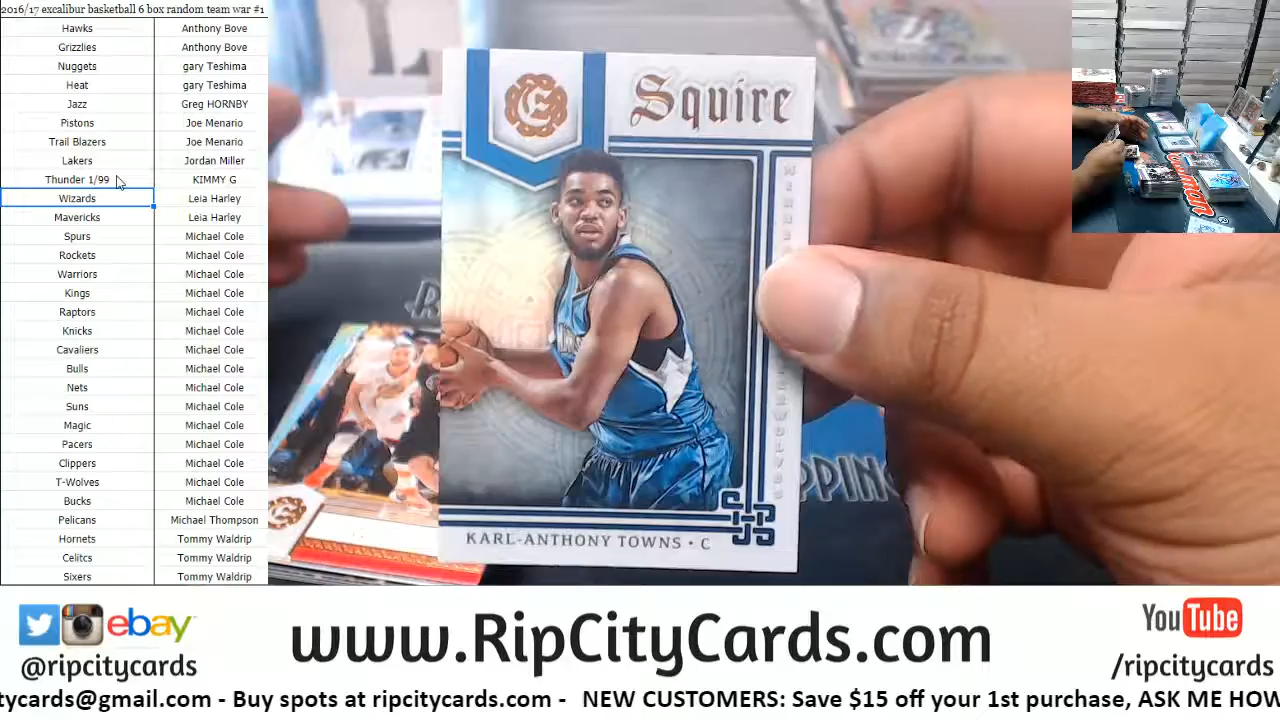 2016/17 excalibur basketball 6 box random team war #1
Hawks Anthony Bove
Grizzlies Anthony Bove
Nuggets gary Teshima
Heat gary Teshima
Jazz Greg HORNBY
Pistons Joe Menario
Trail Blazers Joe Menario
Lakers Jordan Miller
Thunder 1/99 KIMMY G
Wizards Leia Harley
Mavericks Leia Harley
Spurs Michael Cole
Rockets Michael Cole
Warriors Michael Cole
Kings Michael Cole
Raptors Michael Cole
Knicks Michael Cole
Cavaliers Michael Cole
Bulls Michael Cole
Nets Michael Cole
Suns Michael Cole
Magic Michael Cole
Pacers Michael Cole
Clippers Michael Cole
T-Wolves Michael Cole
Bucks Michael Cole
Pelicans Michael Thompson
Hornets Tommy Waldrip
Celitcs Tommy Waldrip
Sixers Tommy Waldrip
E
Squire
KARL-ANTHONY TOWNS • C
PPING
ebay
@ripcitycards
www.RipCityCards.com
YouTube
/ripcitycards
tycards@gmail.com - Buy spots at ripcitycards.com - NEW CUSTOMERS: Save $15 off your 1st purchase, ASK ME HOW